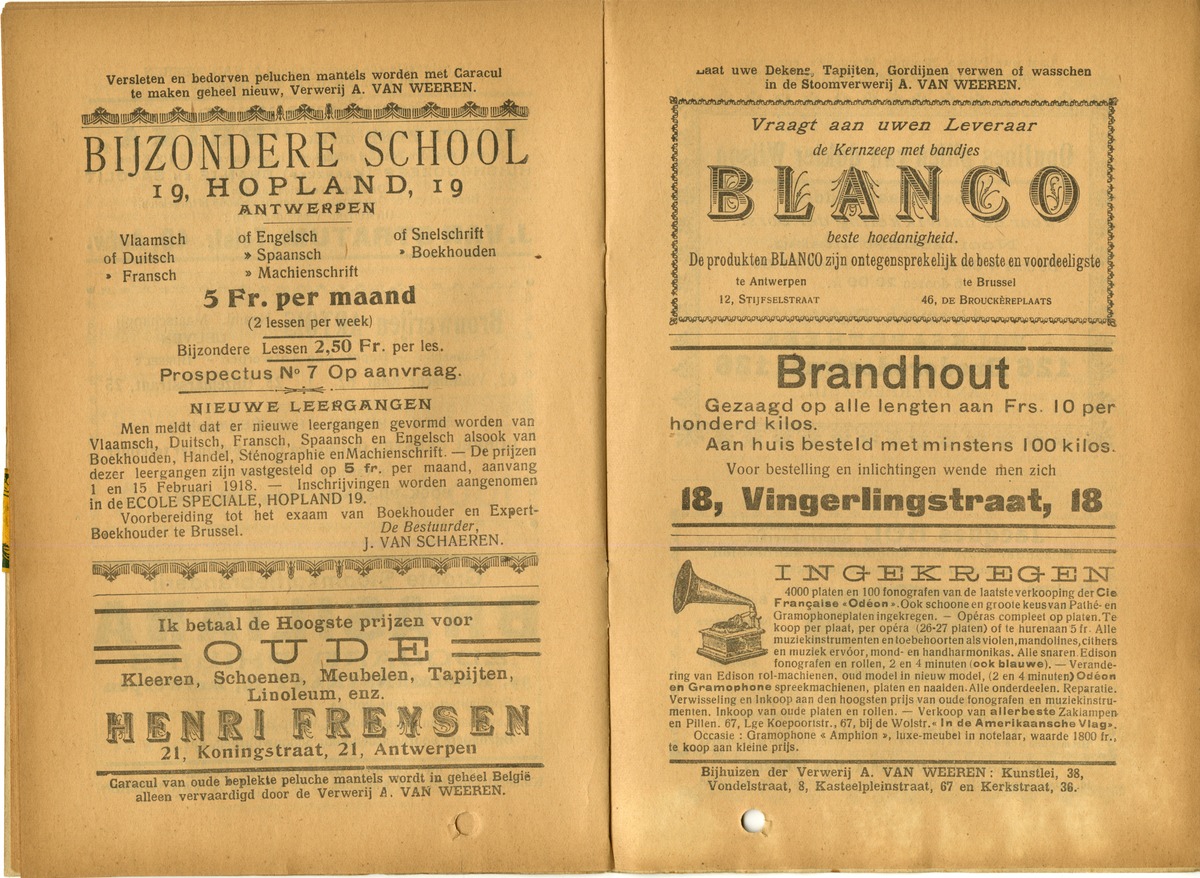 Versleten en bedorven peluchen mantels worden met Caracul
te maken geheel nieuw, Verwerij A. VAN WEEREN.
BIJZONDERE SCHOOL
19, HOPLAND, 19
ANTWERPEN
Vlaamsch of Engelsch of Snelschrift
of Duitsch » Spaansch » Boekhouden
» Fransch » Machienschrift
5 Fr. per maand
(2 lessen per week)
Bijzondere Lessen 2,50 Fr. per les.
Prospectus No 7 Op aanvraag.
NIEUWE LEERGANGEN
Men meldt dat er nieuwe leergangen gevormd worden van
Vlaamsch, Duitsch, Fransch, Spaansch en Engelsch alsook van
Boekhouden, Handel, Sténographie en Machienschrift. — De prijzen
dezer leergangen zijn vastgesteld op 5 fr. per maand, aanvang
1 en 15 Februari 1918. — Inschrijvingen worden aangenomen
in de ECOLE SPECIALE, HOPLAND 19.
Voorbereiding tot het exaam van Boekhouder en Expert-
Boekhouder te Brussel. De Bestuurder,
J. VAN SCHAEREN.
Ik betaal de Hoogste prijzen voor
OUDE
Kleeren, Schoenen, Meubelen, Tapijten,
Linoleum, enz.
HENRI FREYSEN
21, Koningstraat, 21, Antwerpen
Caracul van oude beplekte peluche mantels wordt in geheel België
alleen vervaardigd door de Verwerij A. VAN WEEREN.
Laat uwe Dekens, Tapijten, Gordijnen verwen of wasschen
in de Stoomverwerij A. VAN WEEREN.
Vraagt aan uwen Leveraar
de Kernzeep met bandjes
BLANCO
beste hoedanigheid.
De produkten BLANCO zijn ontegensprekelijk de beste en voordeeligste
te Antwerpen te Brussel
12, STIJFSELSTRAAT 46, DE BROUCKÈREPLAATS
Brandhout
Gezaagd op alle lengten aan Frs. 10 per
honderd kilos.
Aan huis besteld met minstens 100 kilos.
Voor bestelling en inlichtingen wende men zich
18, Vingerlingstraat, 18
INGEKREGEN
4000 platen en 100 fonografen van de laatste verkooping der Cie
Française «Odéon». Ook schoone en groote keus van Pathé- en
Gramophoneplaten ingekregen. — Opéras compleet op platen. Te
koop per plaat, per opéra (26-27 platen) of te huren aan 5 fr. Alle
muziekinstrumenten en toebehoorten als violen, mandolines, cithers
en muziek ervóor, mond- en handharmonikas. Alle snaren. Edison
fonografen en rollen, 2 en 4 minuten (ook blauwe). — Verande-
ring van Edison rol-machienen, oud model in nieuw model, (2 en 4 minuten) Odéon
en Gramophone spreekmachienen, platen en naalden. Alle onderdeelen. Reparatie.
Verwisseling en Inkoop aan den hoogsten prijs van oude fonografen en muziekinstru-
menten. Inkoop van oude platen en rollen. — Verkoop van allerbeste Zaklampen
en Pillen. 67, Lge Koepoortstr., 67, bij de Wolstr. « In de Amerikaansche Vlag».
Occasie : Gramophone « Amphion », luxe-meubel in notelaar, waarde 1800 fr.,
te koop aan kleine prijs.
Bijhuizen der Verwerij A. VAN WEEREN: Kunstlei, 38,
Vondelstraat, 8, Kasteelpleinstraat, 67 en Kerkstraat, 36.